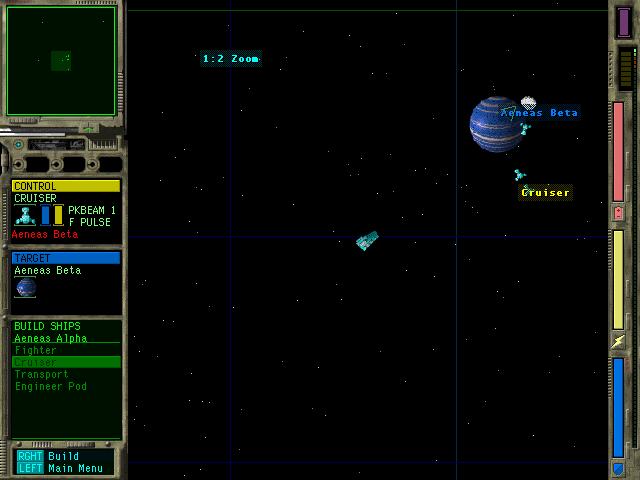 1:2 Zoom
Aeneas Beta
Cruiser
CONTROL
CRUISER
PKBEAM 1
F PULSE
Aeneas Beta
TARGET
Aeneas Beta
BUILD SHIPS
Aeneas Alpha
Fighter
Cruiser
Transport
Engineer Pod
RGHT Build
LEFT Main Menu